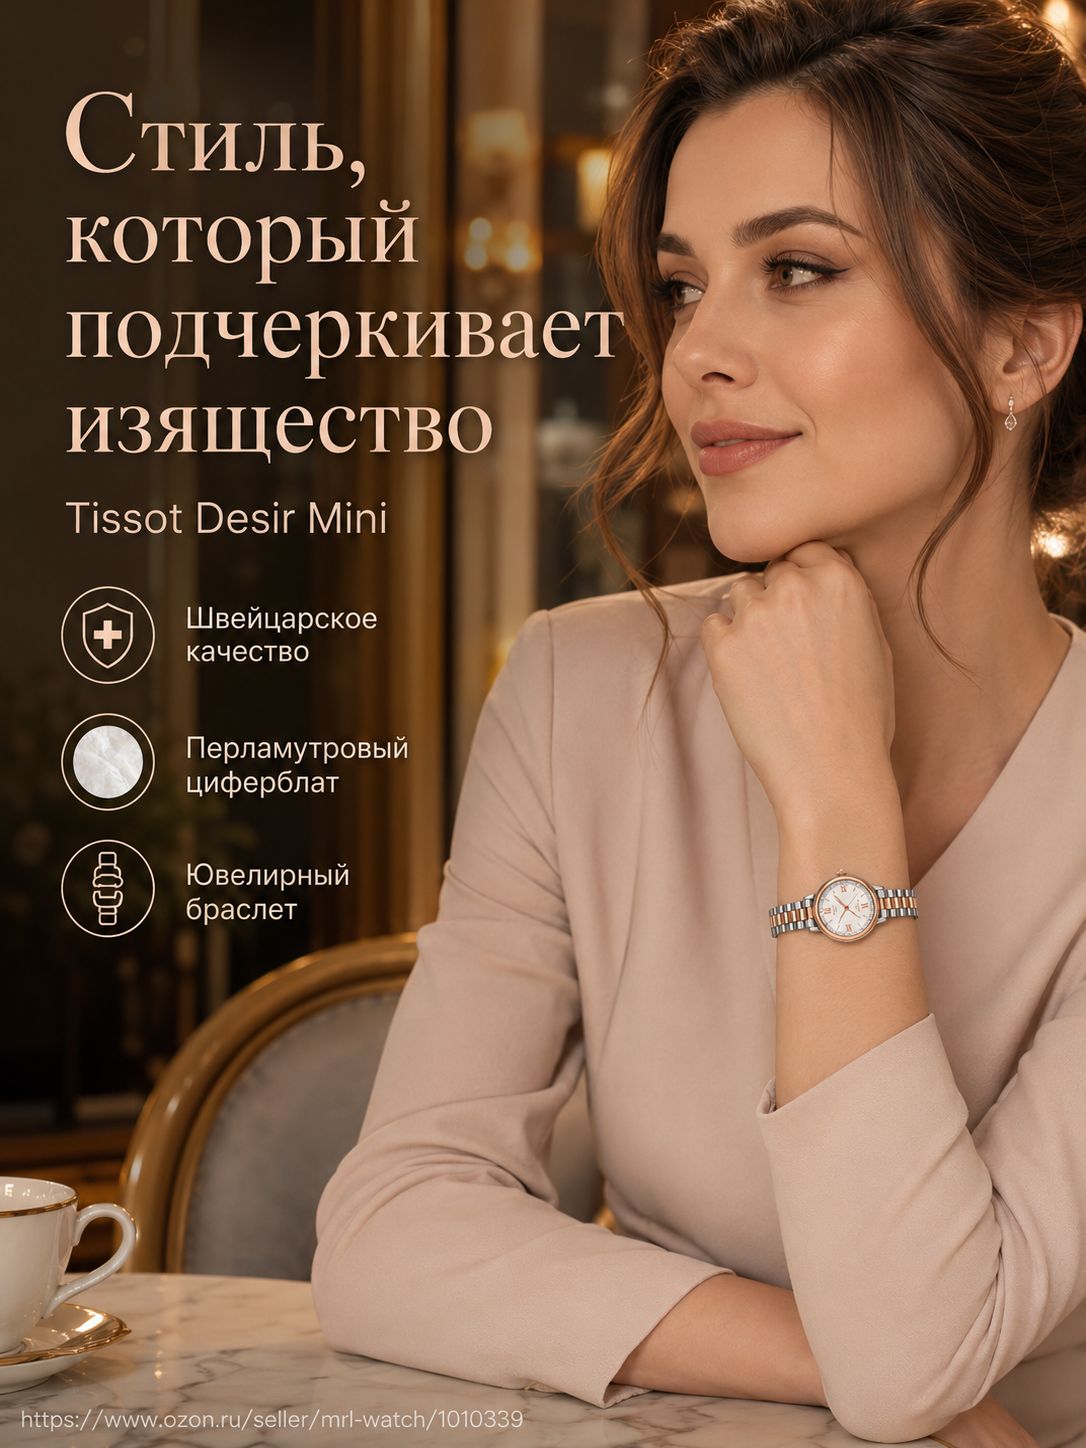 Стиль,
который
подчеркивает
изящество
Tissot Desir Mini
Швейцарское
качество
Перламутровый
циферблат
Ювелирный
браслет
https://www.ozon.ru/seller/mrl-watch/1010339